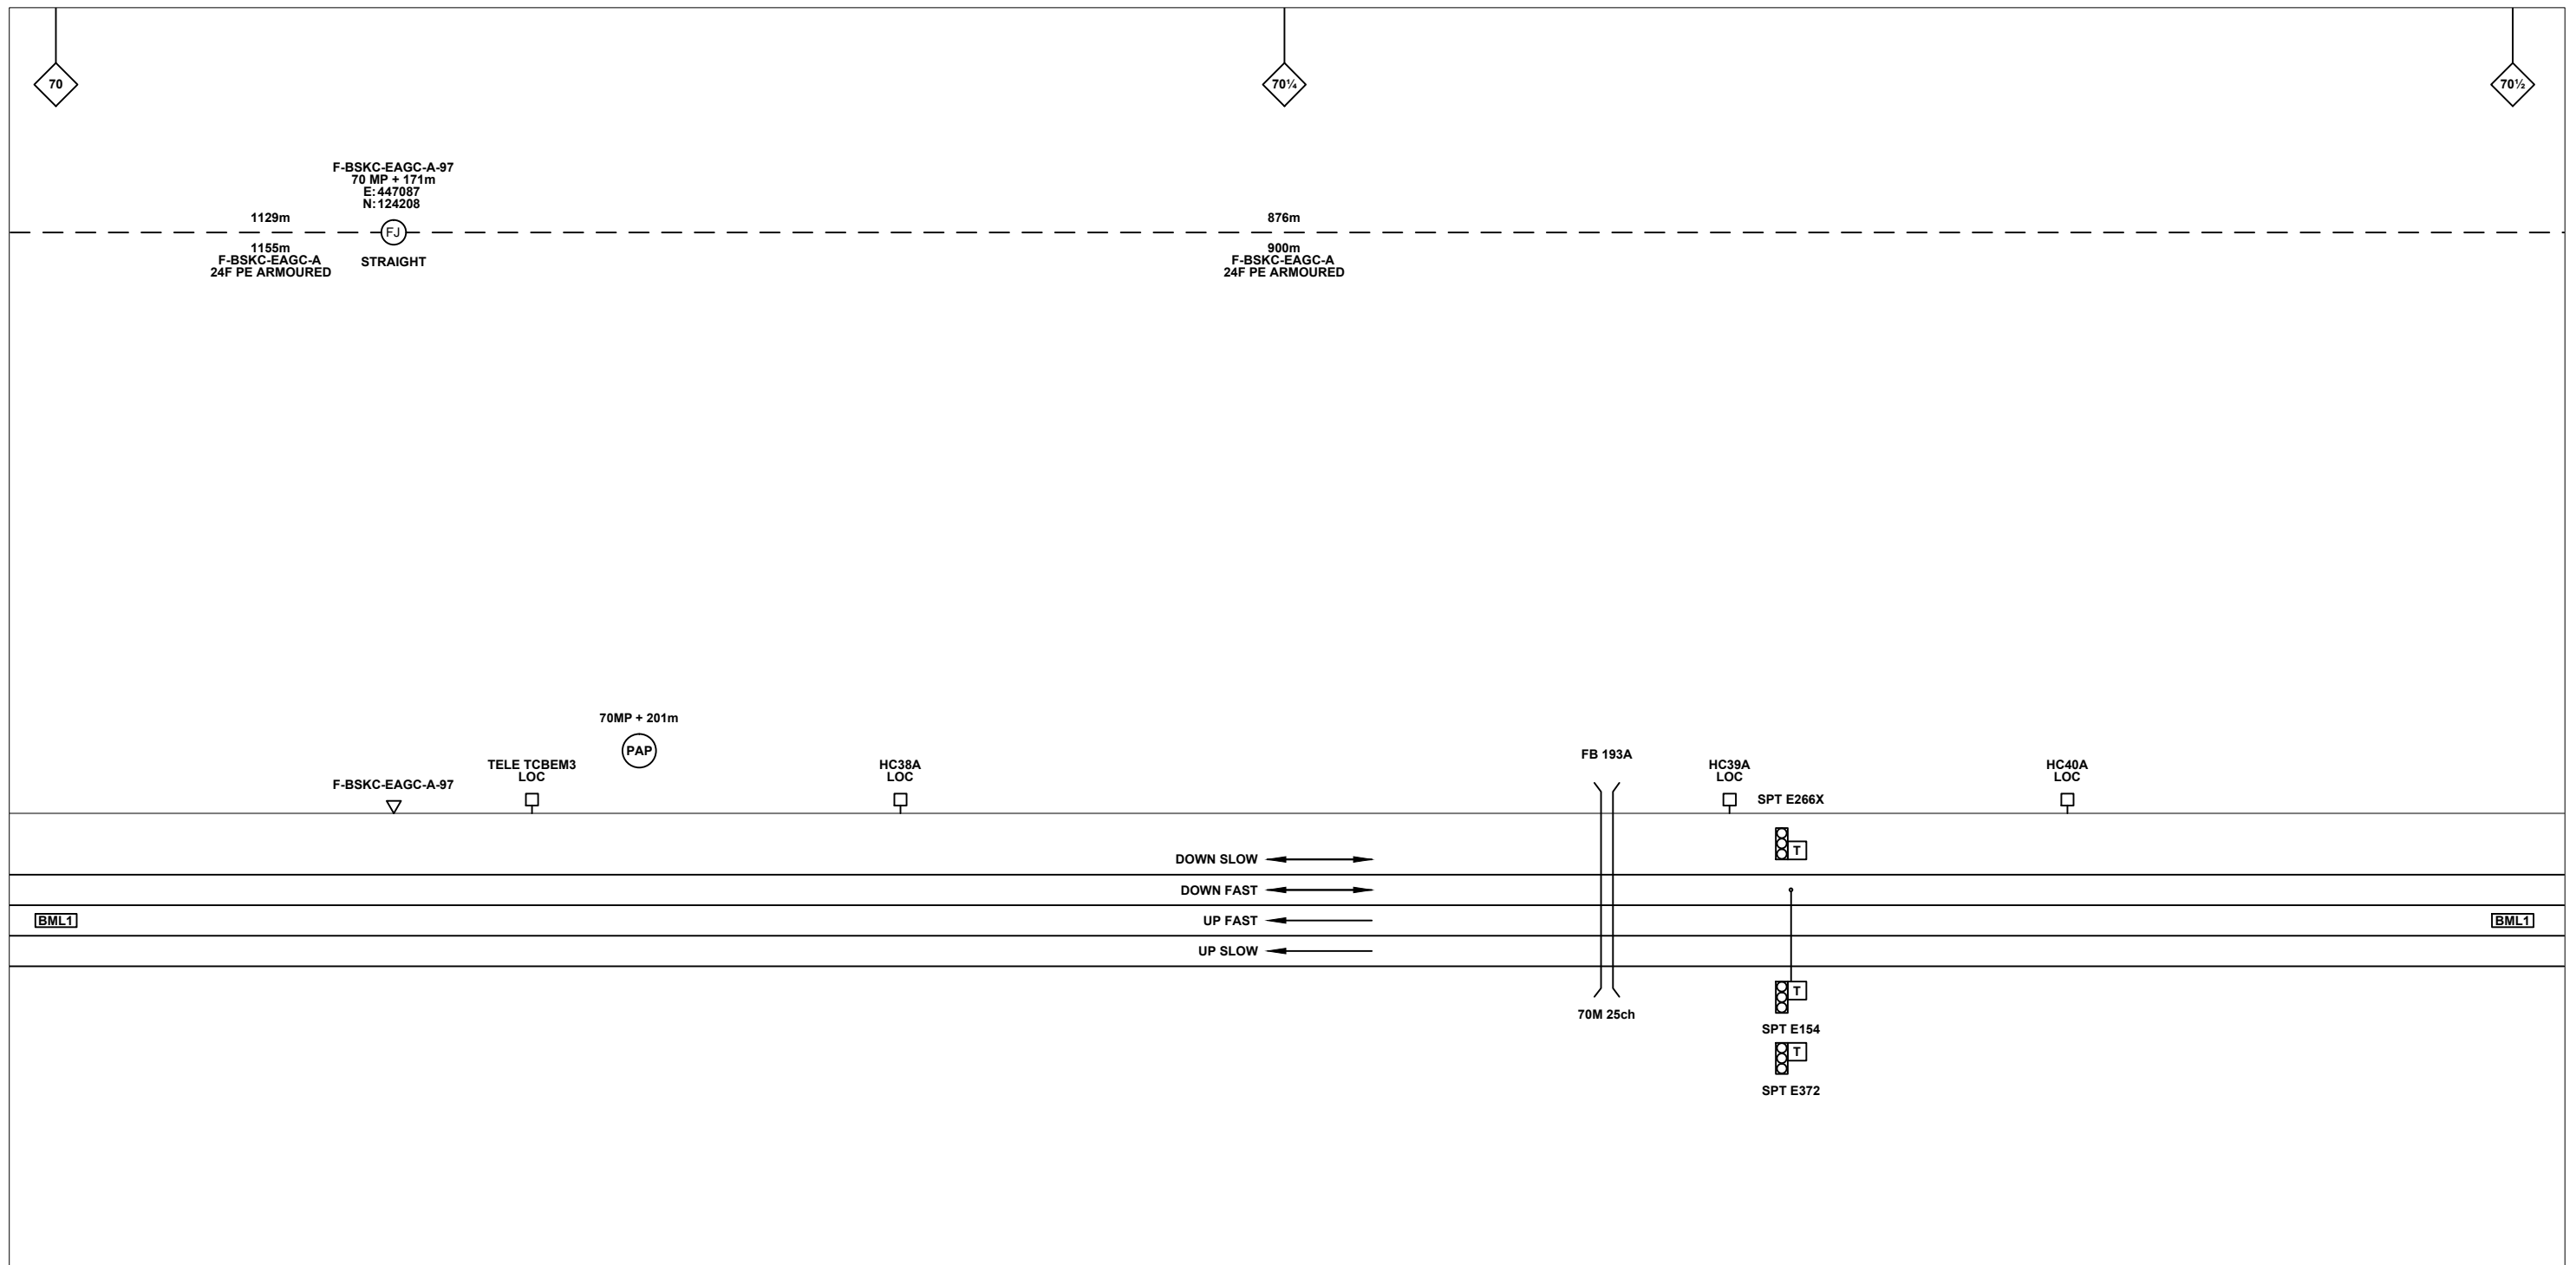 70
70¼
70½
F-BSKC-EAGC-A-97
70 MP + 171m
E: 447087
N: 124208
1129m
FJ
876m
1155m
F-BSKC-EAGC-A
24F PE ARMOURED
STRAIGHT
900m
F-BSKC-EAGC-A
24F PE ARMOURED
70MP + 201m
PAP
F-BSKC-EAGC-A-97
TELE TCBEM3
LOC
HC38A
LOC
FB 193A
HC39A
LOC
SPT E266X
HC40A
LOC
T
DOWN SLOW
DOWN FAST
BML1
UP FAST
BML1
UP SLOW
70M 25ch
T
SPT E154
T
SPT E372